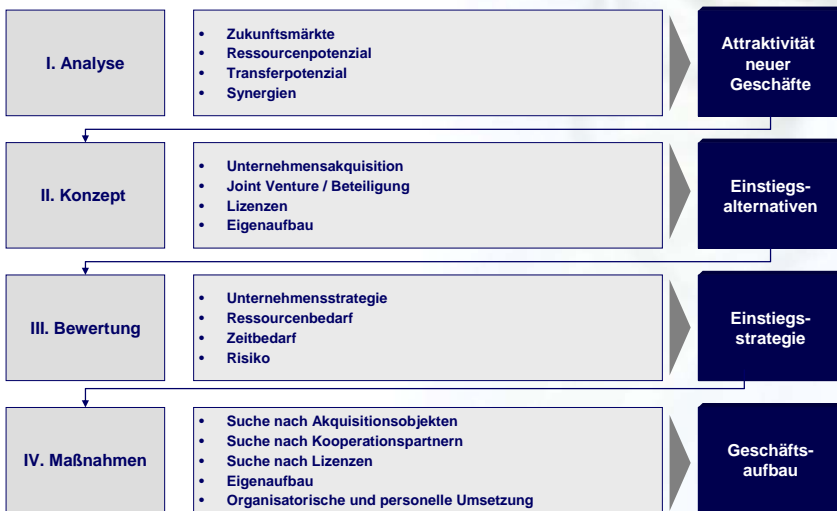 I. Analyse
• Zukunftsmärkte
• Ressourcenpotenzial
• Transferpotenzial
• Synergien
Attraktivität
neuer
Geschäfte
II. Konzept
• Unternehmensakquisition
• Joint Venture / Beteiligung
• Lizenzen
• Eigenaufbau
Einstiegs-
alternativen
III. Bewertung
• Unternehmensstrategie
• Ressourcenbedarf
• Zeitbedarf
• Risiko
Einstiegs-
strategie
IV. Maßnahmen
• Suche nach Akquisitionsobjekten
• Suche nach Kooperationspartnern
• Suche nach Lizenzen
• Eigenaufbau
• Organisatorische und personelle Umsetzung
Geschäfts-
aufbau